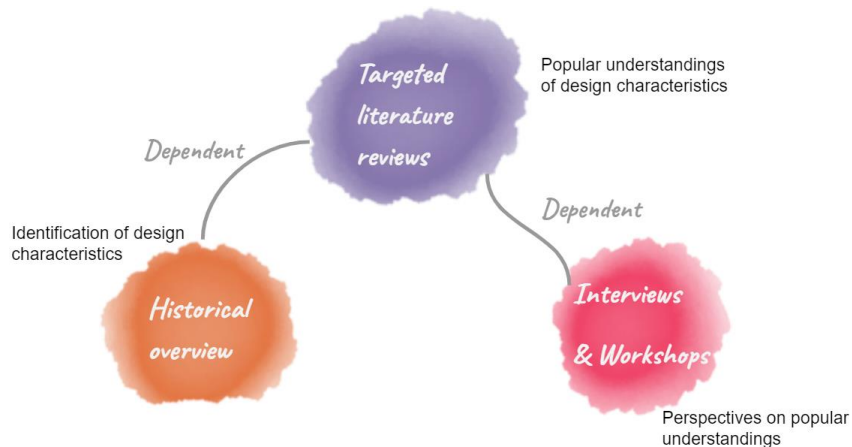 Targeted
literature
reviews
Popular understandings
of design characteristics
Dependent
Dependent
Identification of design
characteristics
Historical
overview
Interviews
& Workshops
Perspectives on popular
understandings